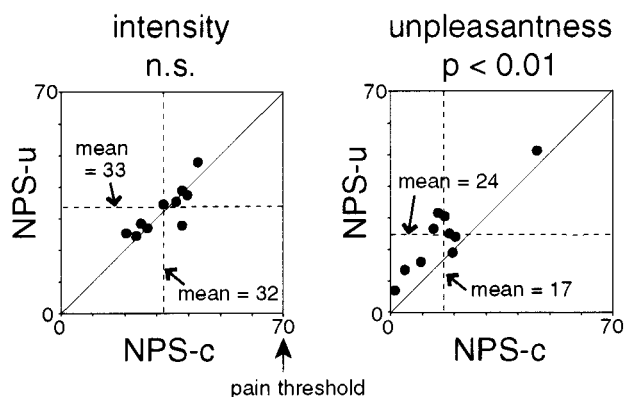 intensity
n.s.
70
NPS-u
mean
= 33
mean = 32
0
70
NPS-c
pain threshold
unpleasantness
p < 0.01
70
NPS-u
mean = 24
mean = 17
0
0
70
NPS-c